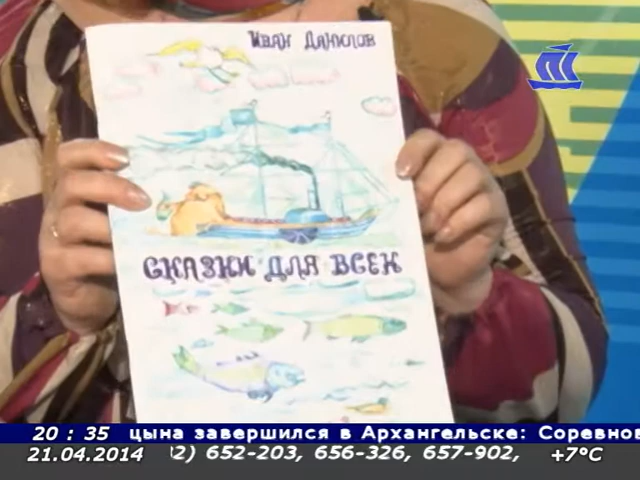 Иван Данилов
Сказки для всех
20 : 35 цына завершился в Архангельске: Соревно
21.04.2014 2) 652-203, 656-326, 657-902, +7°C